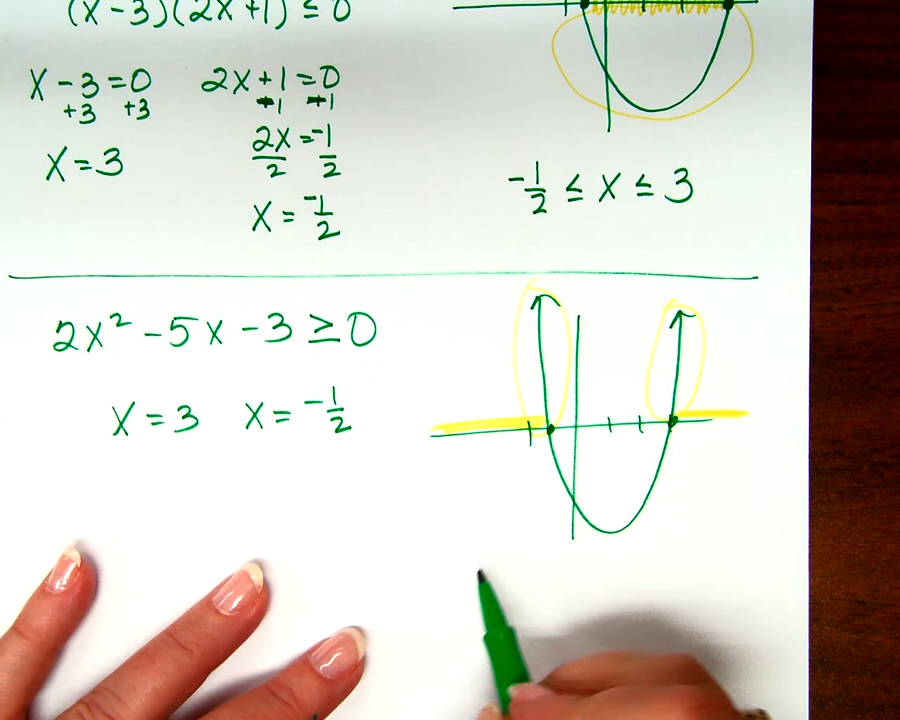 (x-3)(2x+1) ≤ 0
x-3=0 2x+1=0
+3 +3 -1 -1
2x = -1
2 2
x=3
x = -1/2
-1/2 ≤ x ≤ 3
2x² -5x -3 ≥ 0
x = 3 x = -1/2